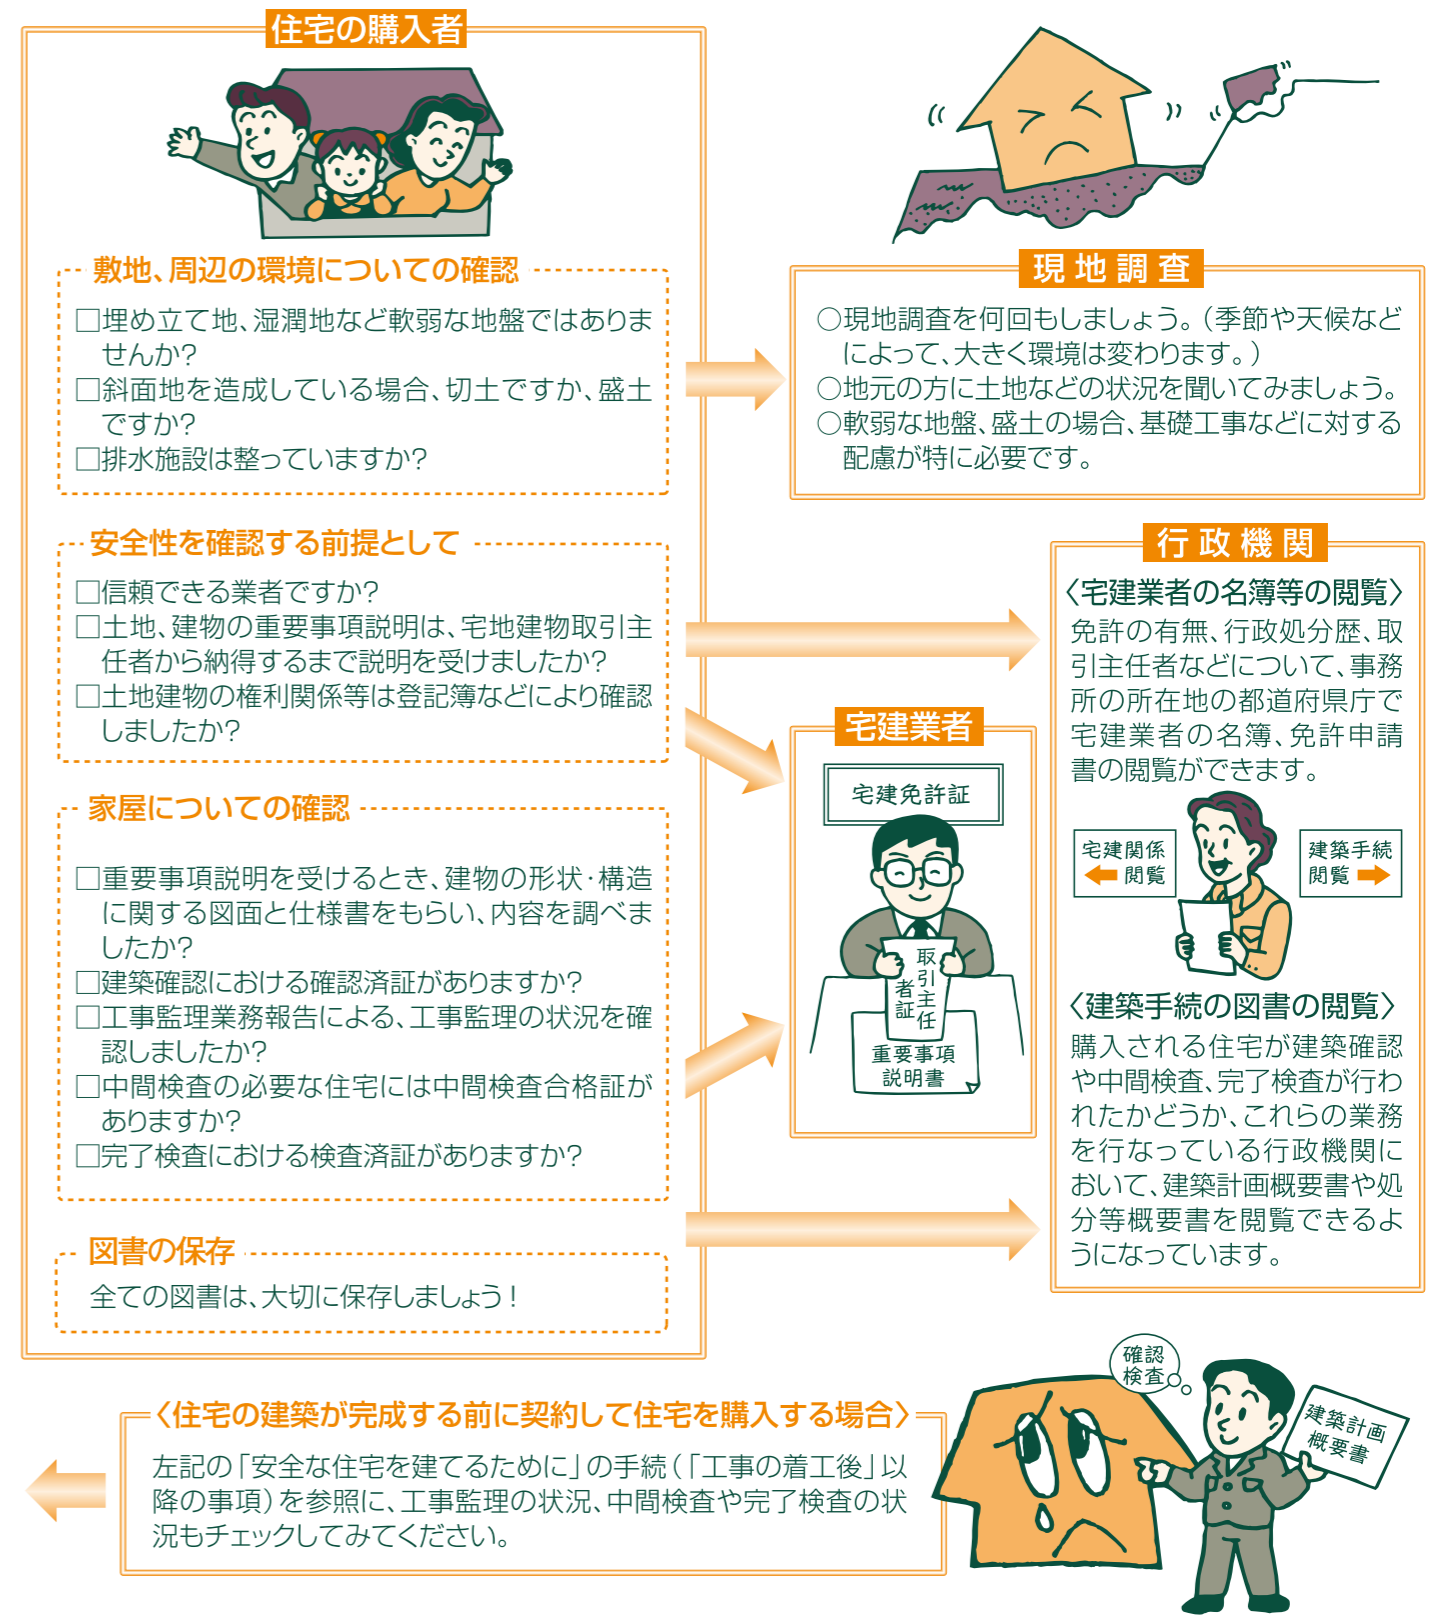 住宅の購入者
敷地、周辺の環境についての確認
□埋め立て地、湿潤地など軟弱な地盤ではありま
せんか?
□斜面地を造成している場合、切土ですか、盛土
ですか?
□排水施設は整っていますか?
安全性を確認する前提として
□信頼できる業者ですか?
□土地、建物の重要事項説明は、宅地建物取引主
任者から納得するまで説明を受けましたか?
□土地建物の権利関係等は登記簿などにより確認
しましたか?
家屋についての確認
□重要事項説明を受けるとき、建物の形状・構造
に関する図面と仕様書をもらい、内容を調べま
したか?
□建築確認における確認済証がありますか?
□工事監理業務報告による、工事監理の状況を確
認しましたか?
□中間検査の必要な住宅には中間検査合格証が
ありますか?
□完了検査における検査済証がありますか?
図書の保存
全ての図書は、大切に保存しましょう!
現地調査
○現地調査を何回もしましょう。(季節や天候など
によって、大きく環境は変わります。)
○地元の方に土地などの状況を聞いてみましょう。
○軟弱な地盤、盛土の場合、基礎工事などに対する
配慮が特に必要です。
宅建業者
宅建免許証
取引主任
者証
重要事項
説明書
行政機関
〈宅建業者の名簿等の閲覧〉
免許の有無、行政処分歴、取
引主任者などについて、事務
所の所在地の都道府県庁で
宅建業者の名簿、免許申請
書の閲覧ができます。
宅建関係
閲覧
建築手続
閲覧
〈建築手続の図書の閲覧〉
購入される住宅が建築確認
や中間検査、完了検査が行わ
れたかどうか、これらの業務
を行なっている行政機関に
おいて、建築計画概要書や処
分等概要書を閲覧できるよ
うになっています。
〈住宅の建築が完成する前に契約して住宅を購入する場合〉
左記の「安全な住宅を建てるために」の手続(「工事の着工後」以
降の事項)を参照に、工事監理の状況、中間検査や完了検査の状
況もチェックしてみてください。
確認
検査
建築計画
概要書